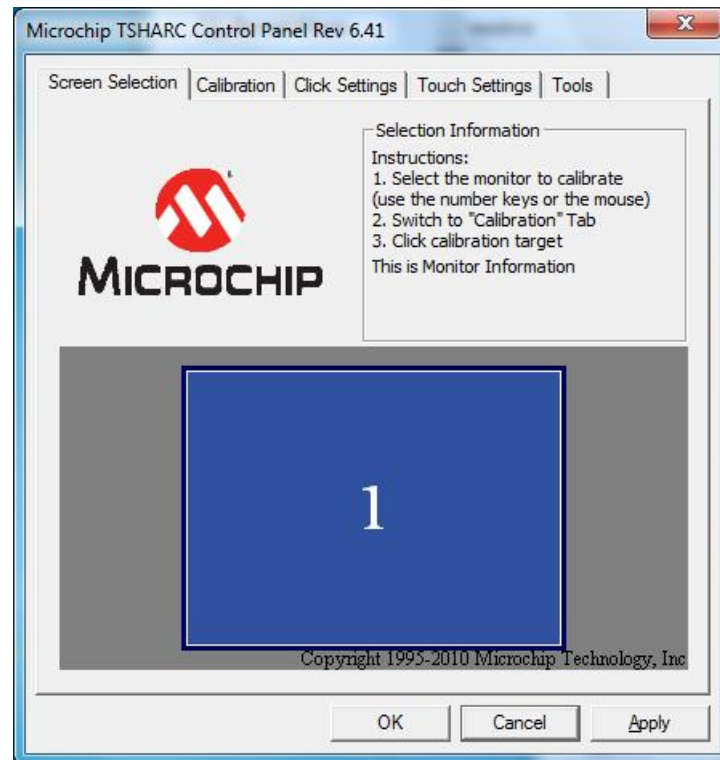 Microchip TSHARC Control Panel Rev 6.41
Screen Selection
Calibration
Click Settings
Touch Settings
Tools
MICROCHIP
Selection Information
Instructions:
1. Select the monitor to calibrate
(use the number keys or the mouse)
2. Switch to "Calibration" Tab
3. Click calibration target
This is Monitor Information
1
Copyright 1995-2010 Microchip Technology, Inc
OK
Cancel
Apply